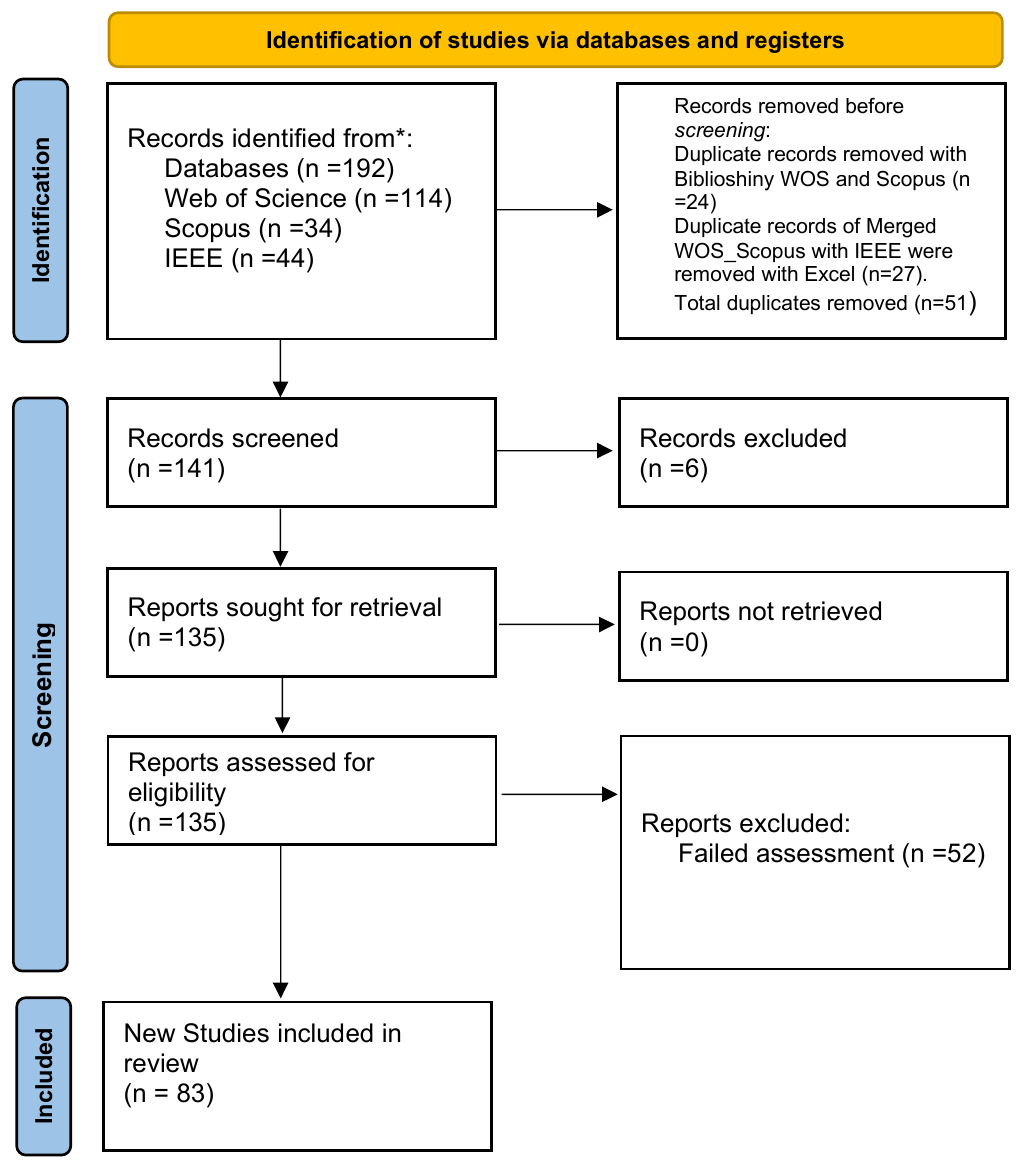 Identification of studies via databases and registers
Identification
Records identified from*:
Databases (n =192)
Web of Science (n =114)
Scopus (n =34)
IEEE (n =44)
Records removed before
screening:
Duplicate records removed with
Biblioshiny WOS and Scopus (n
=24)
Duplicate records of Merged
WOS_Scopus with IEEE were
removed with Excel (n=27).
Total duplicates removed (n=51)
Screening
Records screened
(n =141)
Records excluded
(n =6)
Reports sought for retrieval
(n =135)
Reports not retrieved
(n =0)
Reports assessed for
eligibility
(n =135)
Reports excluded:
Failed assessment (n =52)
Included
New Studies included in
review
(n = 83)